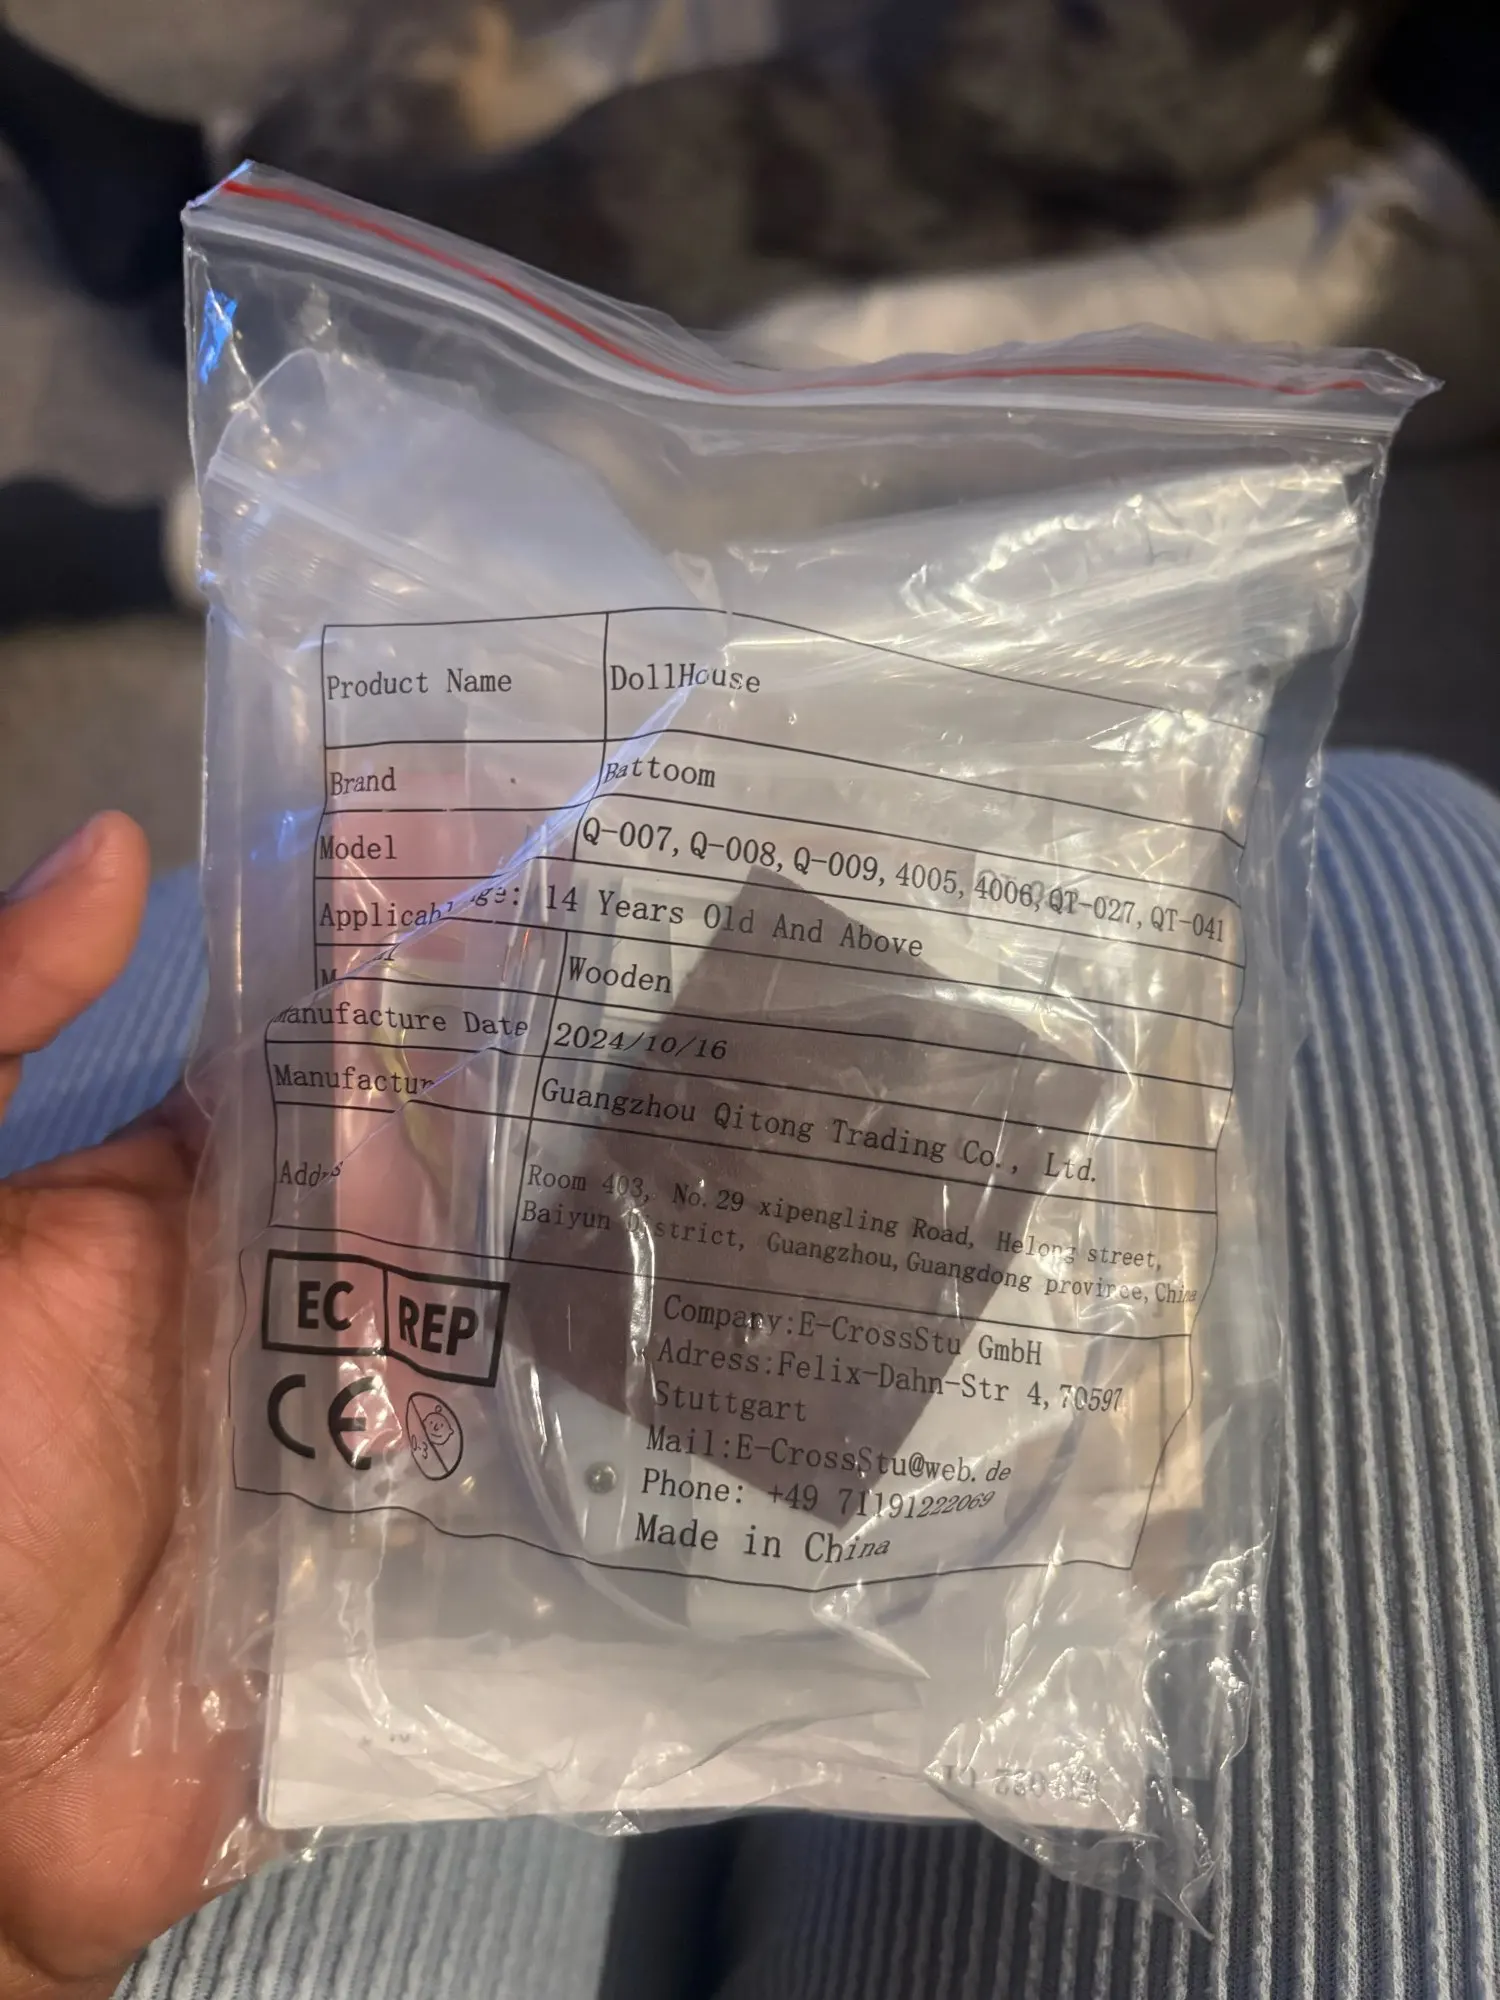 Product Name DollHouse
Brand Battoom
Model Q-007, Q-008, Q-009, 4005, 4006, QT-027, QT-041
14 Years Old And Above
Wooden
Manufacture Date 2024/10/16
Guangzhou Qitong Trading Co., Ltd.
Room 403, No.29 xipengling Road, Helong street,
Baiyun District, Guangzhou, Guangdong province, China
EC REP
Company:E-CrossStu GmbH
Adress:Felix-Dahn-Str 4, 70597
Stuttgart
Mail:E-CrossStu@web.de
Phone: +49 71191222069
Made in China
CE
0-3